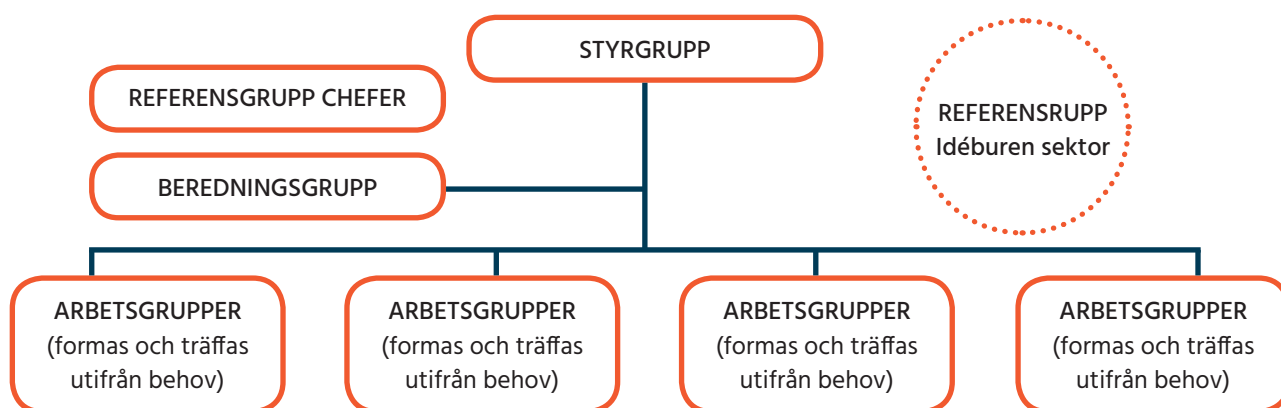 STYRGRUPP
REFERENSGRUPP CHEFER
BEREDNINGSGRUPP
REFERENSRUPP
Idéburen sektor
ARBETSGRUPPER
(formas och träffas
utifrån behov)
ARBETSGRUPPER
(formas och träffas
utifrån behov)
ARBETSGRUPPER
(formas och träffas
utifrån behov)
ARBETSGRUPPER
(formas och träffas
utifrån behov)